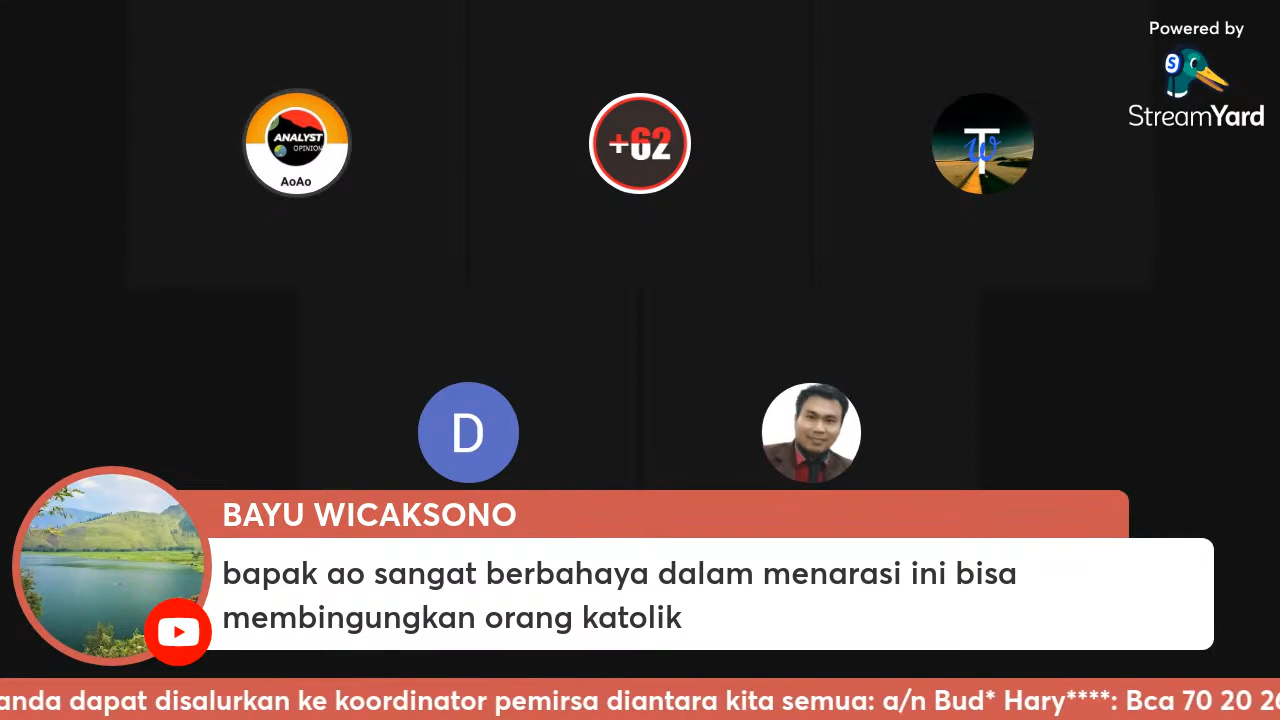 Powered by
StreamYard
ANALYST
OPINION
AoAo
+62
T
w
D
BAYU WICAKSONO
bapak ao sangat berbahaya dalam menarasi ini bisa
membingungkan orang katolik
anda dapat disalurkan ke koordinator pemirsa diantara kita semua: a/n Bud* Hary****: Bca 70 20 20